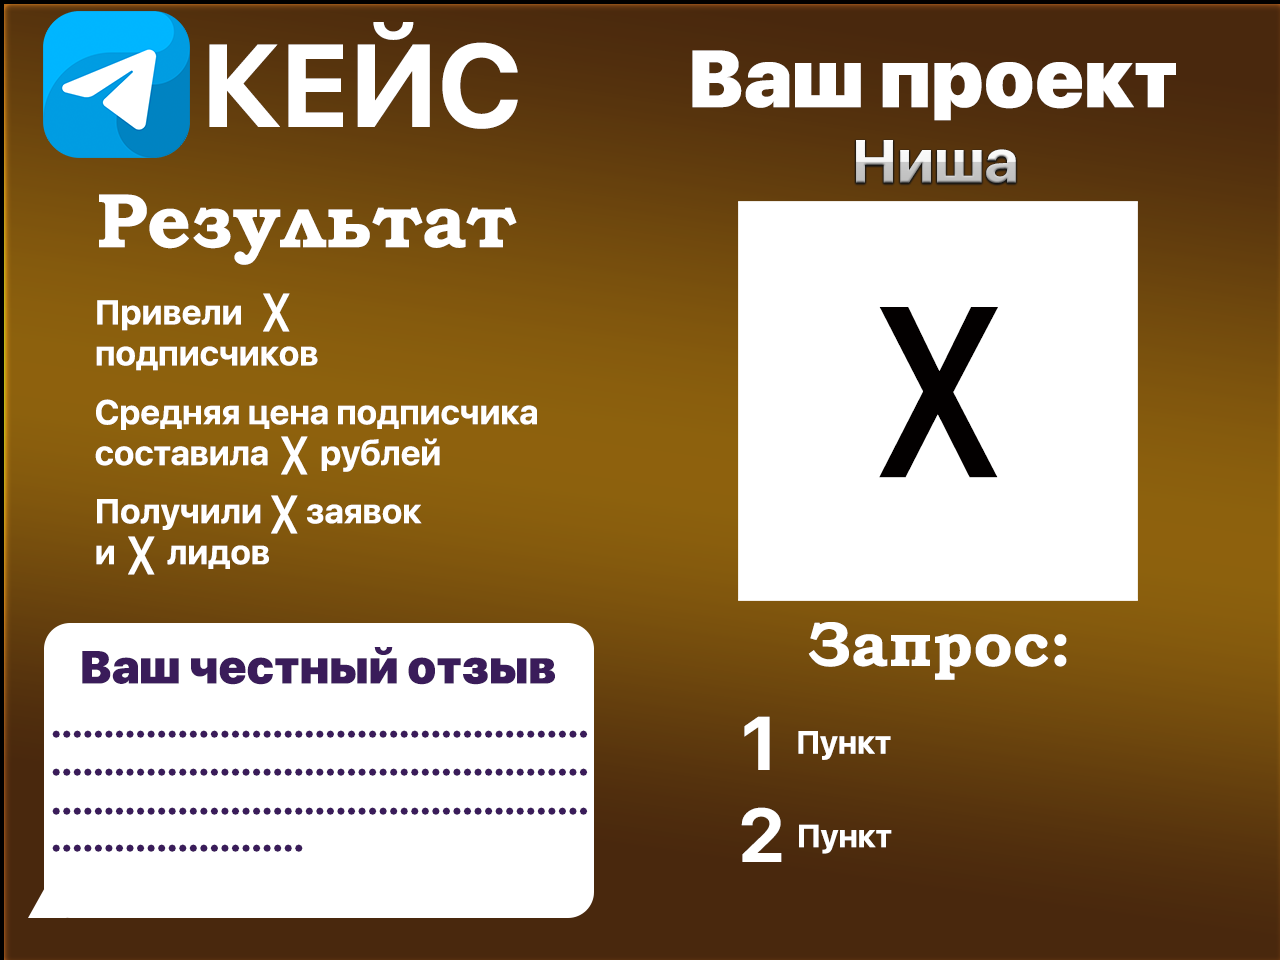 КЕЙС
Результат
Привели X
подписчиков
Средняя цена подписчика
составила X рублей
Получили X заявок
и X лидов
Ваш честный отзыв
..................................................
..................................................
..................................................
........................
Ваш проект
Ниша
X
Запрос:
1 Пункт
2 Пункт